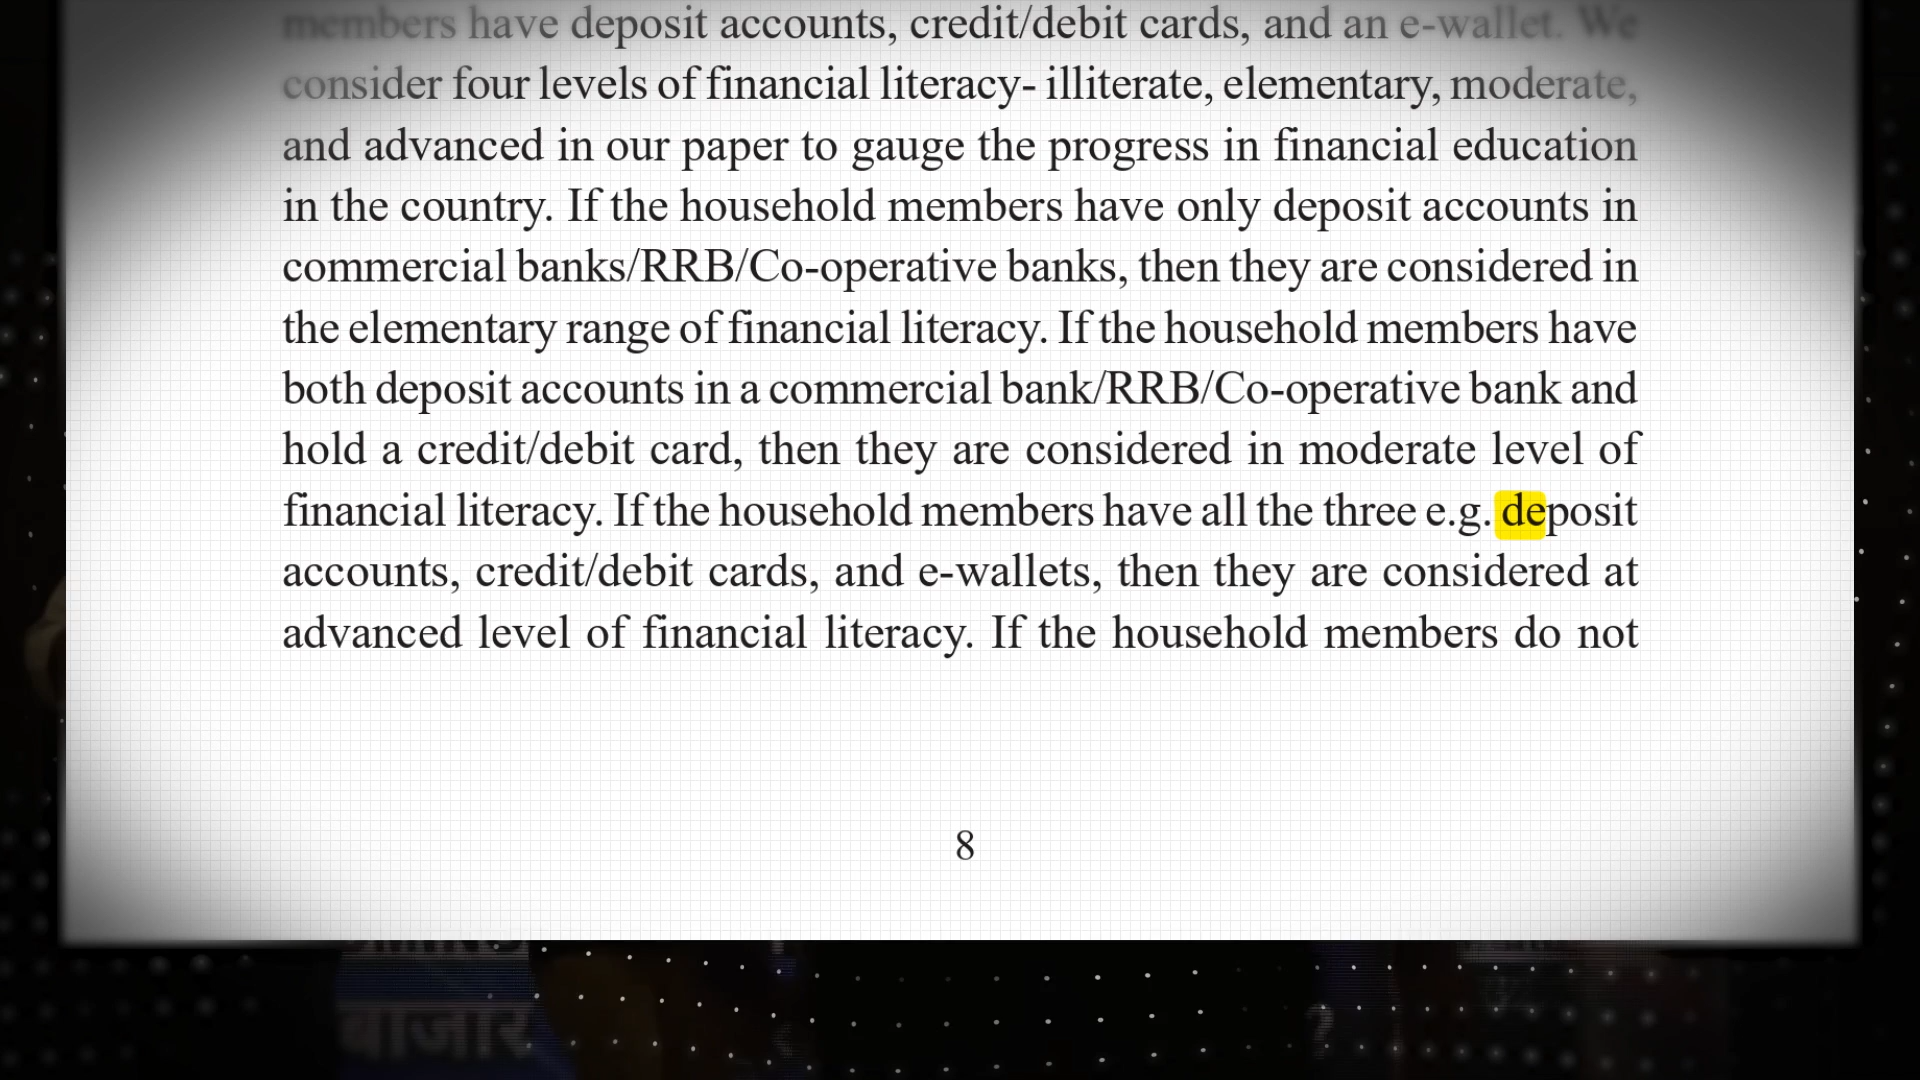 members have deposit accounts, credit/debit cards, and an e-wallet. We
consider four levels of financial literacy- illiterate, elementary, moderate,
and advanced in our paper to gauge the progress in financial education
in the country. If the household members have only deposit accounts in
commercial banks/RRB/Co-operative banks, then they are considered in
the elementary range of financial literacy. If the household members have
both deposit accounts in a commercial bank/RRB/Co-operative bank and
hold a credit/debit card, then they are considered in moderate level of
financial literacy. If the household members have all the three e.g. deposit
accounts, credit/debit cards, and e-wallets, then they are considered at
advanced level of financial literacy. If the household members do not
8
बाजार